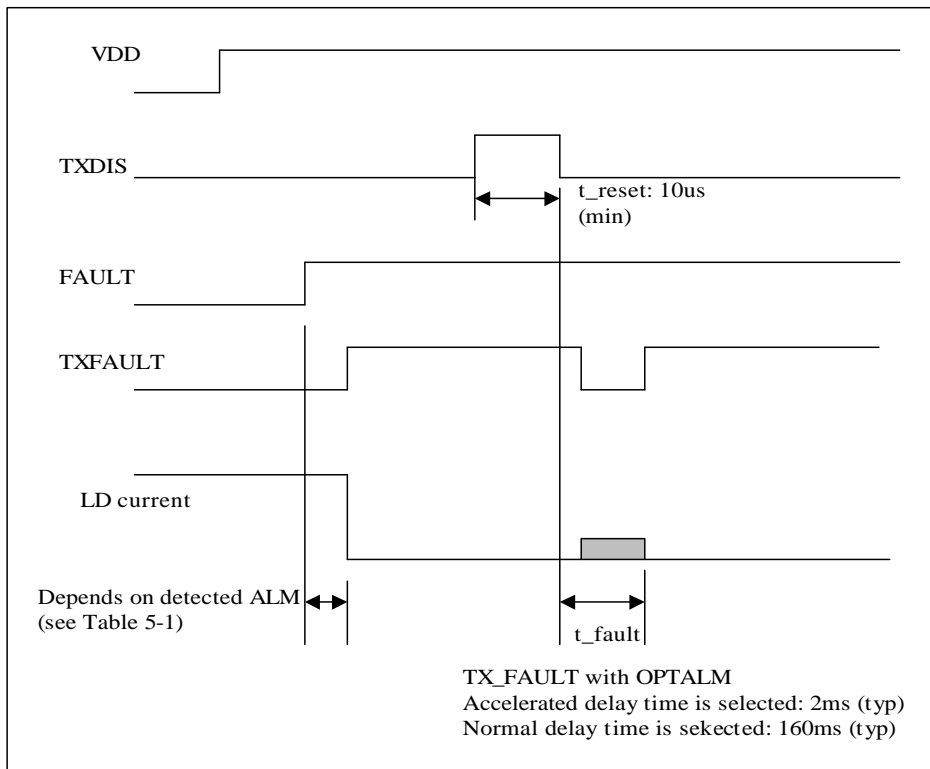 VDD
TXDIS
t_reset: 10us
(min)
FAULT
TXFAULT
LD current
Depends on detected ALM
(see Table 5-1)
t_fault
TX_FAULT with OPTALM
Accelerated delay time is selected: 2ms (typ)
Normal delay time is sekected: 160ms (typ)